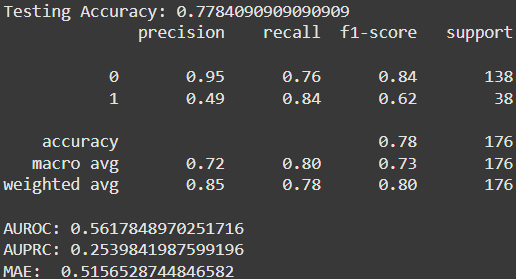 Testing Accuracy: 0.7784090909090909
precision recall f1-score support
0 0.95 0.76 0.84 138
1 0.49 0.84 0.62 38
accuracy 0.78 176
macro avg 0.72 0.80 0.73 176
weighted avg 0.85 0.78 0.80 176
AUROC: 0.5617848970251716
AUPRC: 0.2539841987599196
MAE: 0.5156528744846582